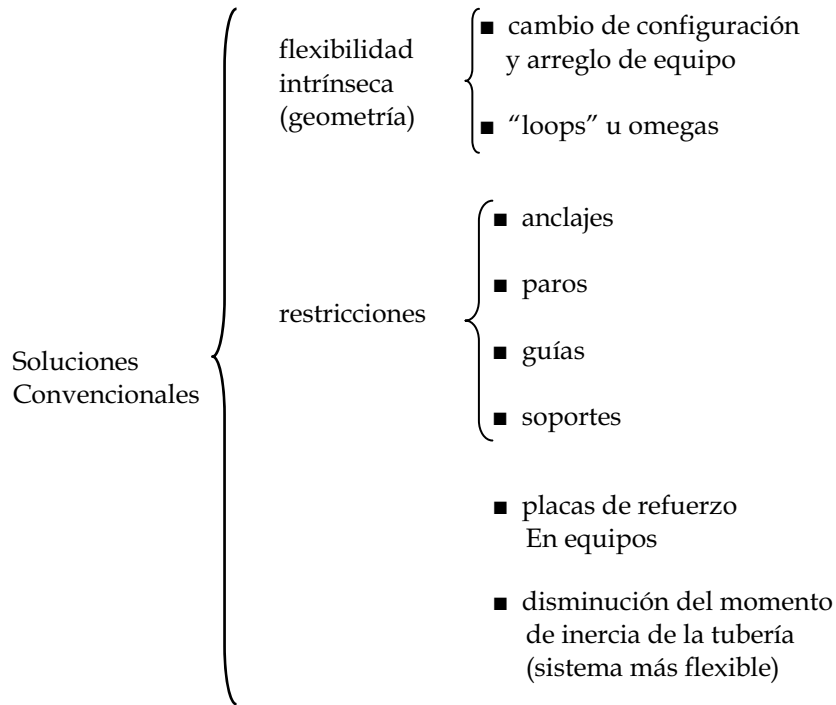 Soluciones
Convencionales
flexibilidad
intrínseca
(geometría)
■ cambio de configuración
y arreglo de equipo
■ “loops” u omegas
restricciones
■ anclajes
■ paros
■ guías
■ soportes
■ placas de refuerzo
En equipos
■ disminución del momento
de inercia de la tubería
(sistema más flexible)